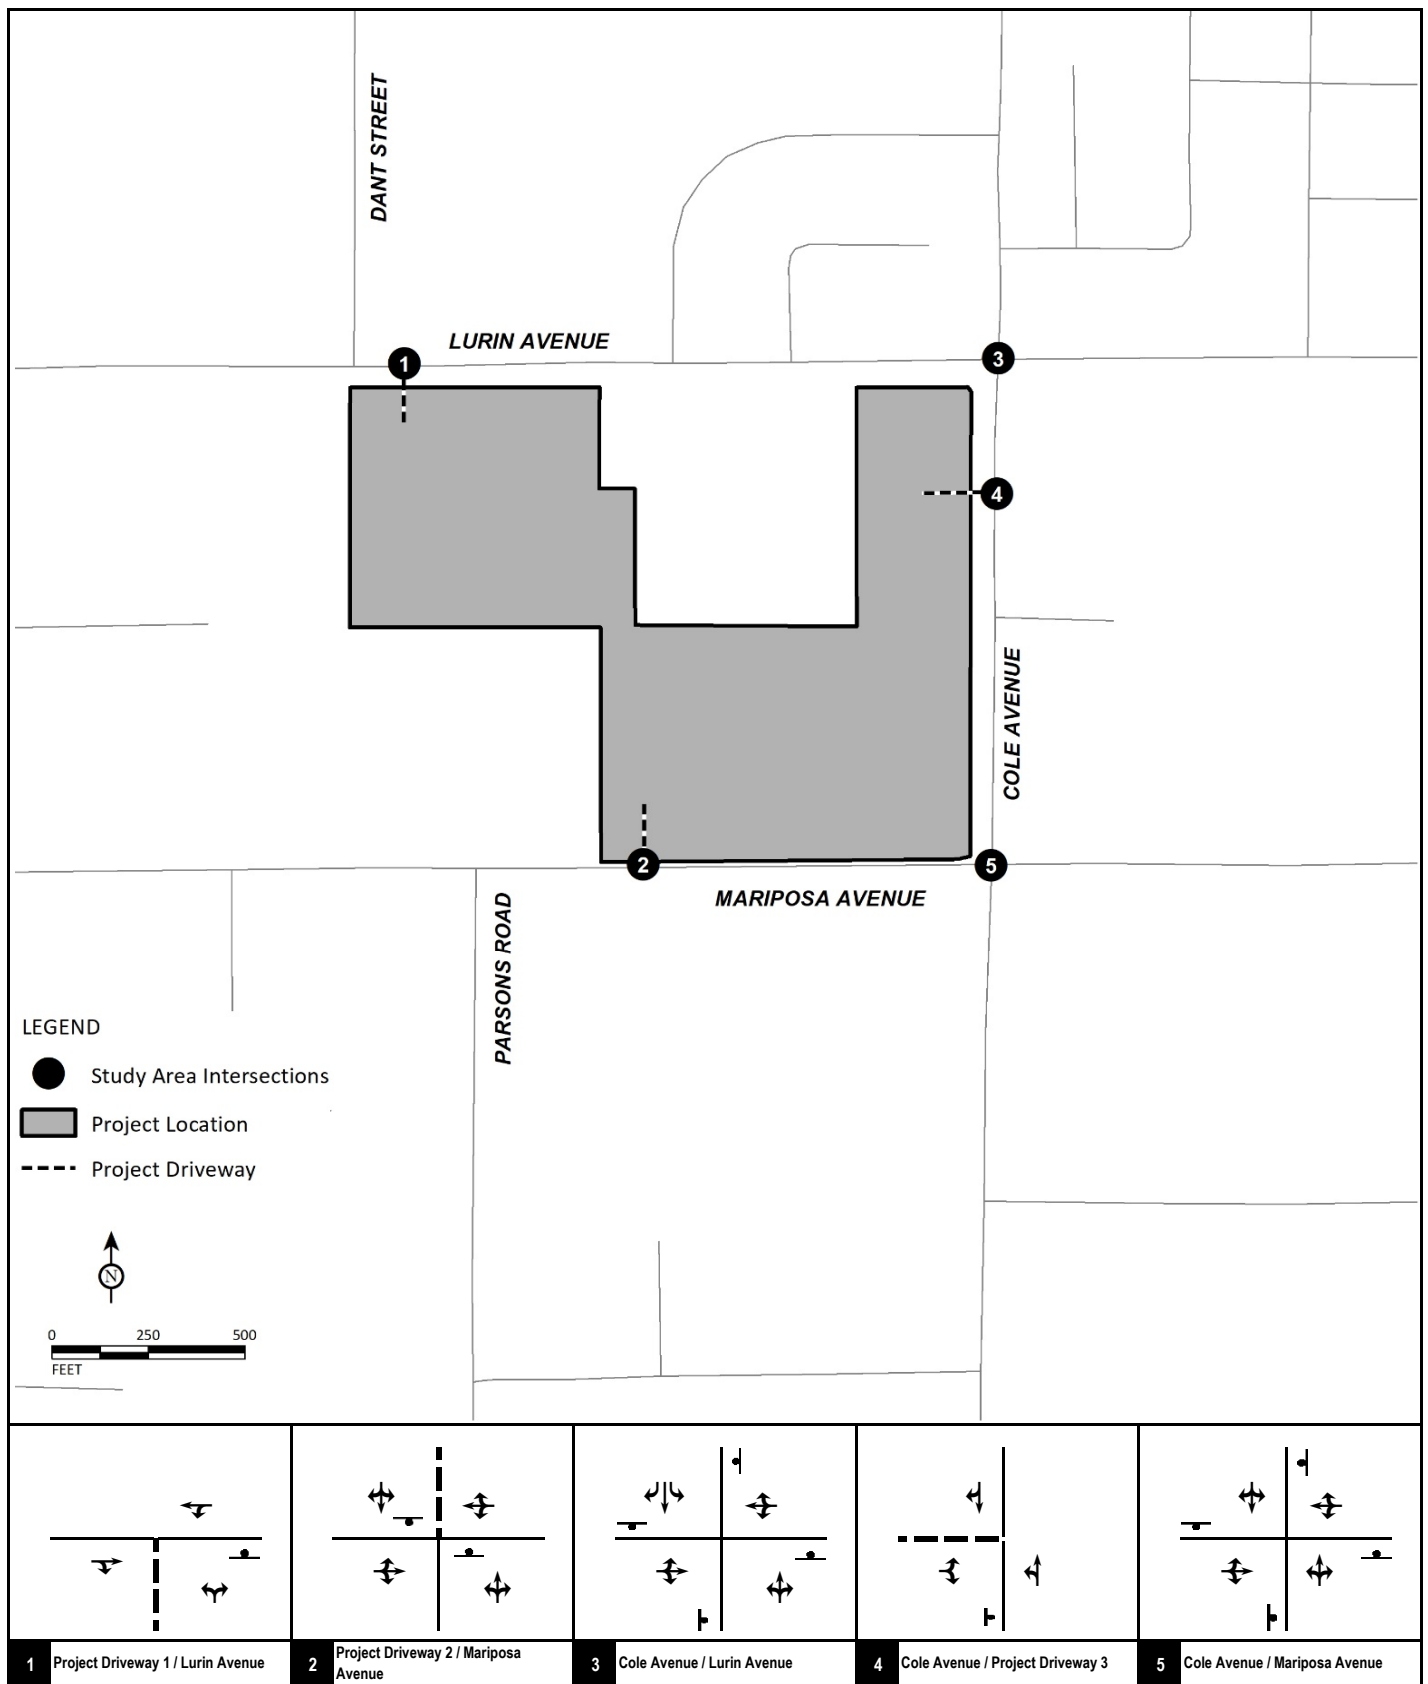 DANT STREET
LURIN AVENUE
1
3
4
COLE AVENUE
2
5
MARIPOSA AVENUE
PARSONS ROAD
LEGEND
Study Area Intersections
Project Location
Project Driveway
N
0 250 500
FEET
1 Project Driveway 1 / Lurin Avenue
2 Project Driveway 2 / Mariposa
Avenue
3 Cole Avenue / Lurin Avenue
4 Cole Avenue / Project Driveway 3
5 Cole Avenue / Mariposa Avenue